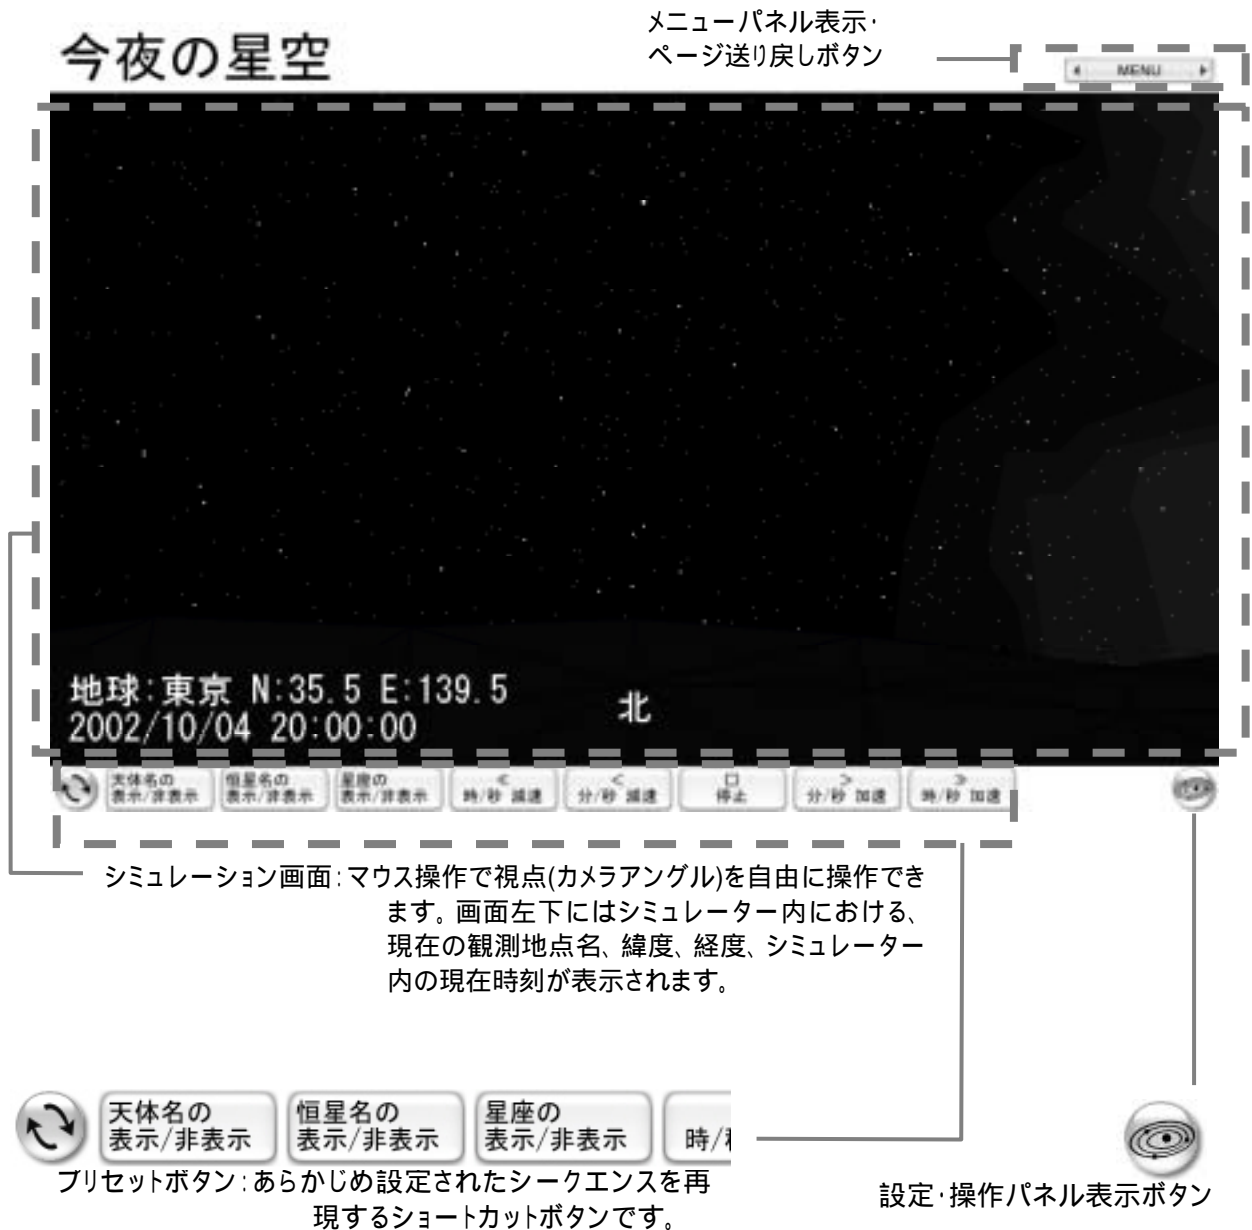 メニューパネル表示・
ページ送り戻しボタン
今夜の星空
MENU
地球:東京 N:35.5 E:139.5
2002/10/04 20:00:00
北
天体名の
表示/非表示
恒星名の
表示/非表示
星座の
表示/非表示
≪
時/秒 減速
<
分/秒 減速
□
停止
>
分/秒 加速
≫
時/秒 加速
シミュレーション画面:マウス操作で視点(カメラアングル)を自由に操作でき
ます。画面左下にはシミュレーター内における、
現在の観測地点名、緯度、経度、シミュレーター
内の現在時刻が表示されます。
天体名の
表示/非表示
恒星名の
表示/非表示
星座の
表示/非表示
時/
プリセットボタン:あらかじめ設定されたシークエンスを再
現するショートカットボタンです。
設定・操作パネル表示ボタン